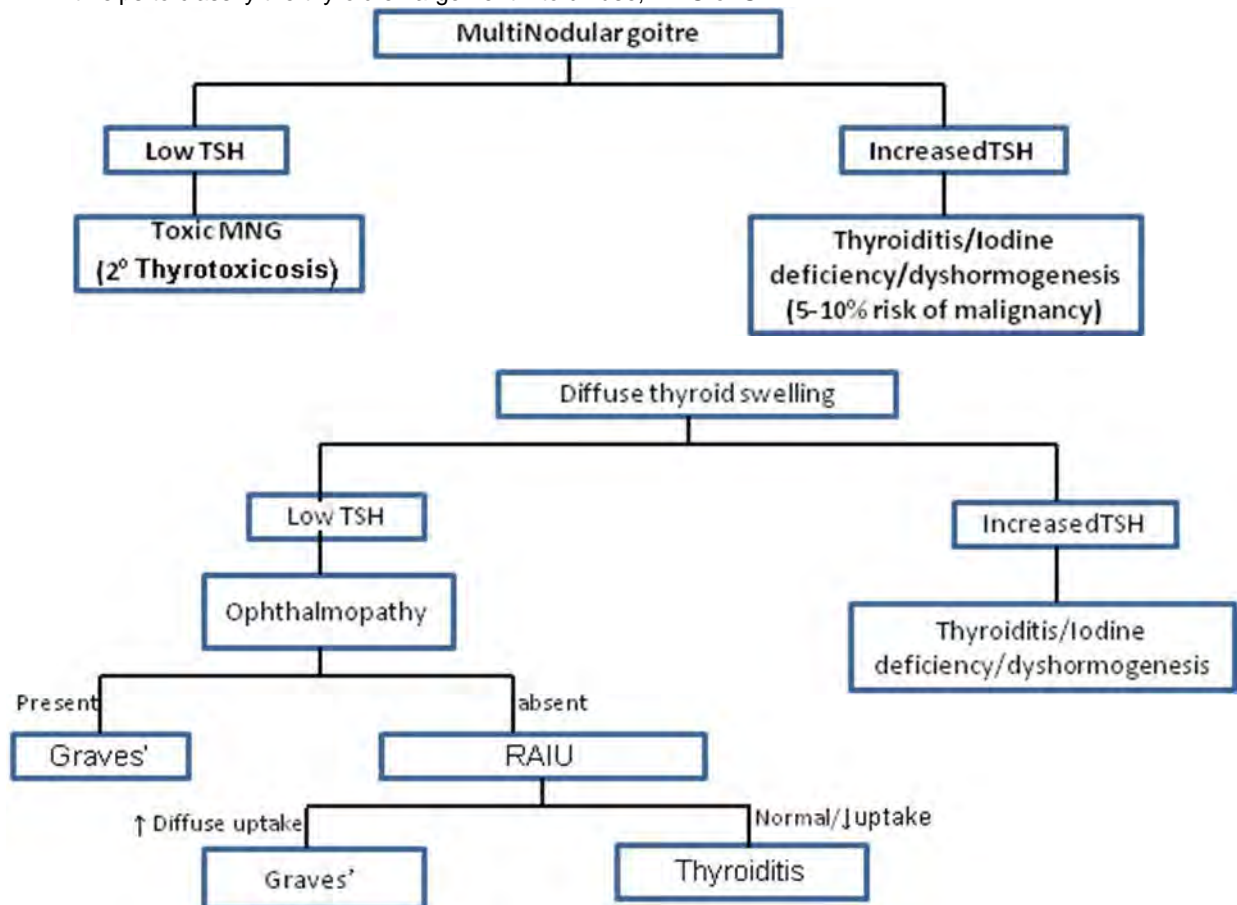 MultiNodular goitre
Low TSH
IncreasedTSH
Toxic MNG
(2° Thyrotoxicosis)
Thyroiditis/Iodine
deficiency/dyshormogenesis
(5-10% risk of malignancy)
Diffuse thyroid swelling
Low TSH
IncreasedTSH
Ophthalmopathy
Thyroiditis/Iodine
deficiency/dyshormogenesis
Present
absent
Graves'
RAIU
↑ Diffuse uptake
Normal/↓uptake
Graves'
Thyroiditis